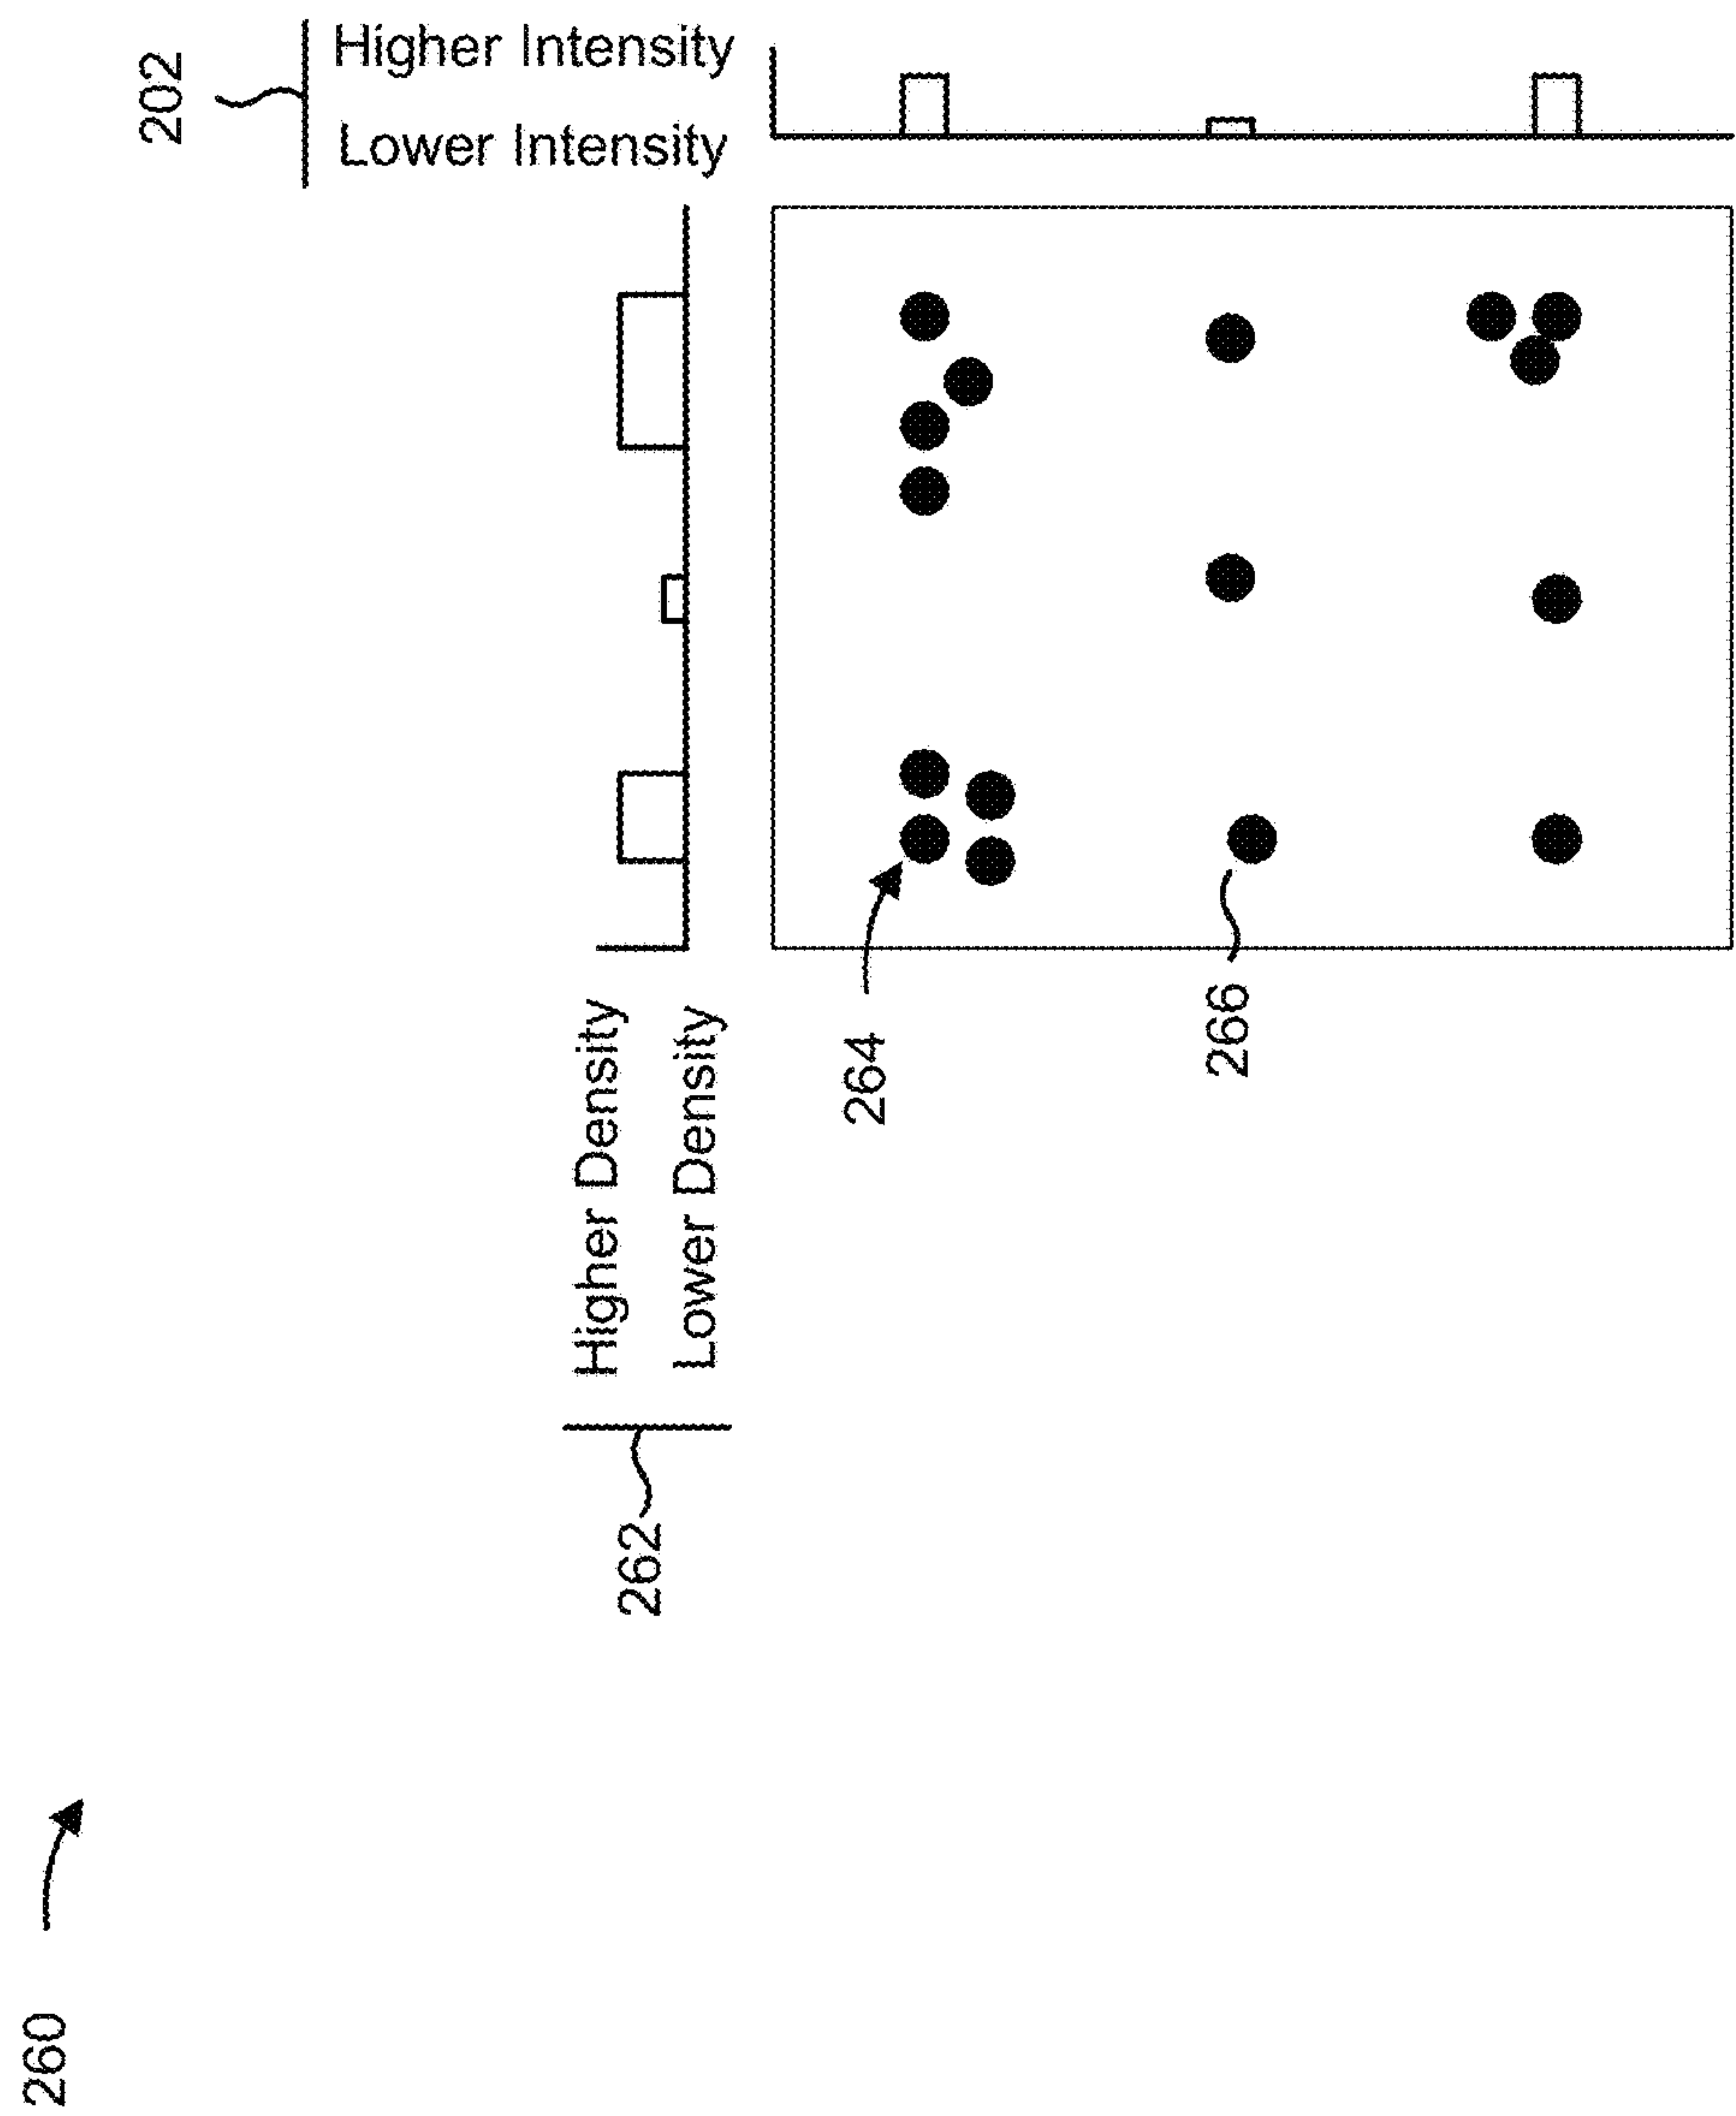 202
Higher Intensity
Lower Intensity
Higher Density
Lower Density
262
264
266
260